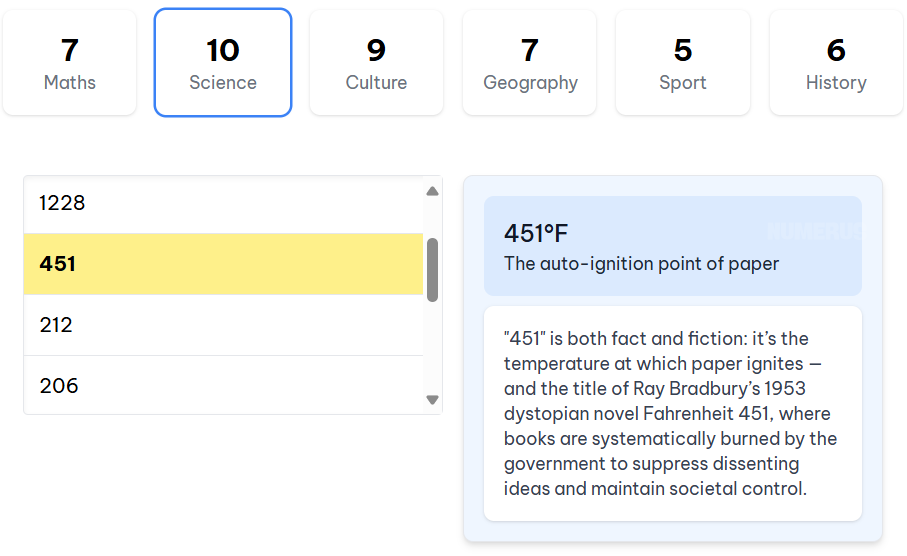 7
Maths
10
Science
9
Culture
7
Geography
5
Sport
6
History
1228
451
212
206
451°F
The auto-ignition point of paper
"451" is both fact and fiction: it’s the
temperature at which paper ignites —
and the title of Ray Bradbury’s 1953
dystopian novel Fahrenheit 451, where
books are systematically burned by the
government to suppress dissenting
ideas and maintain societal control.